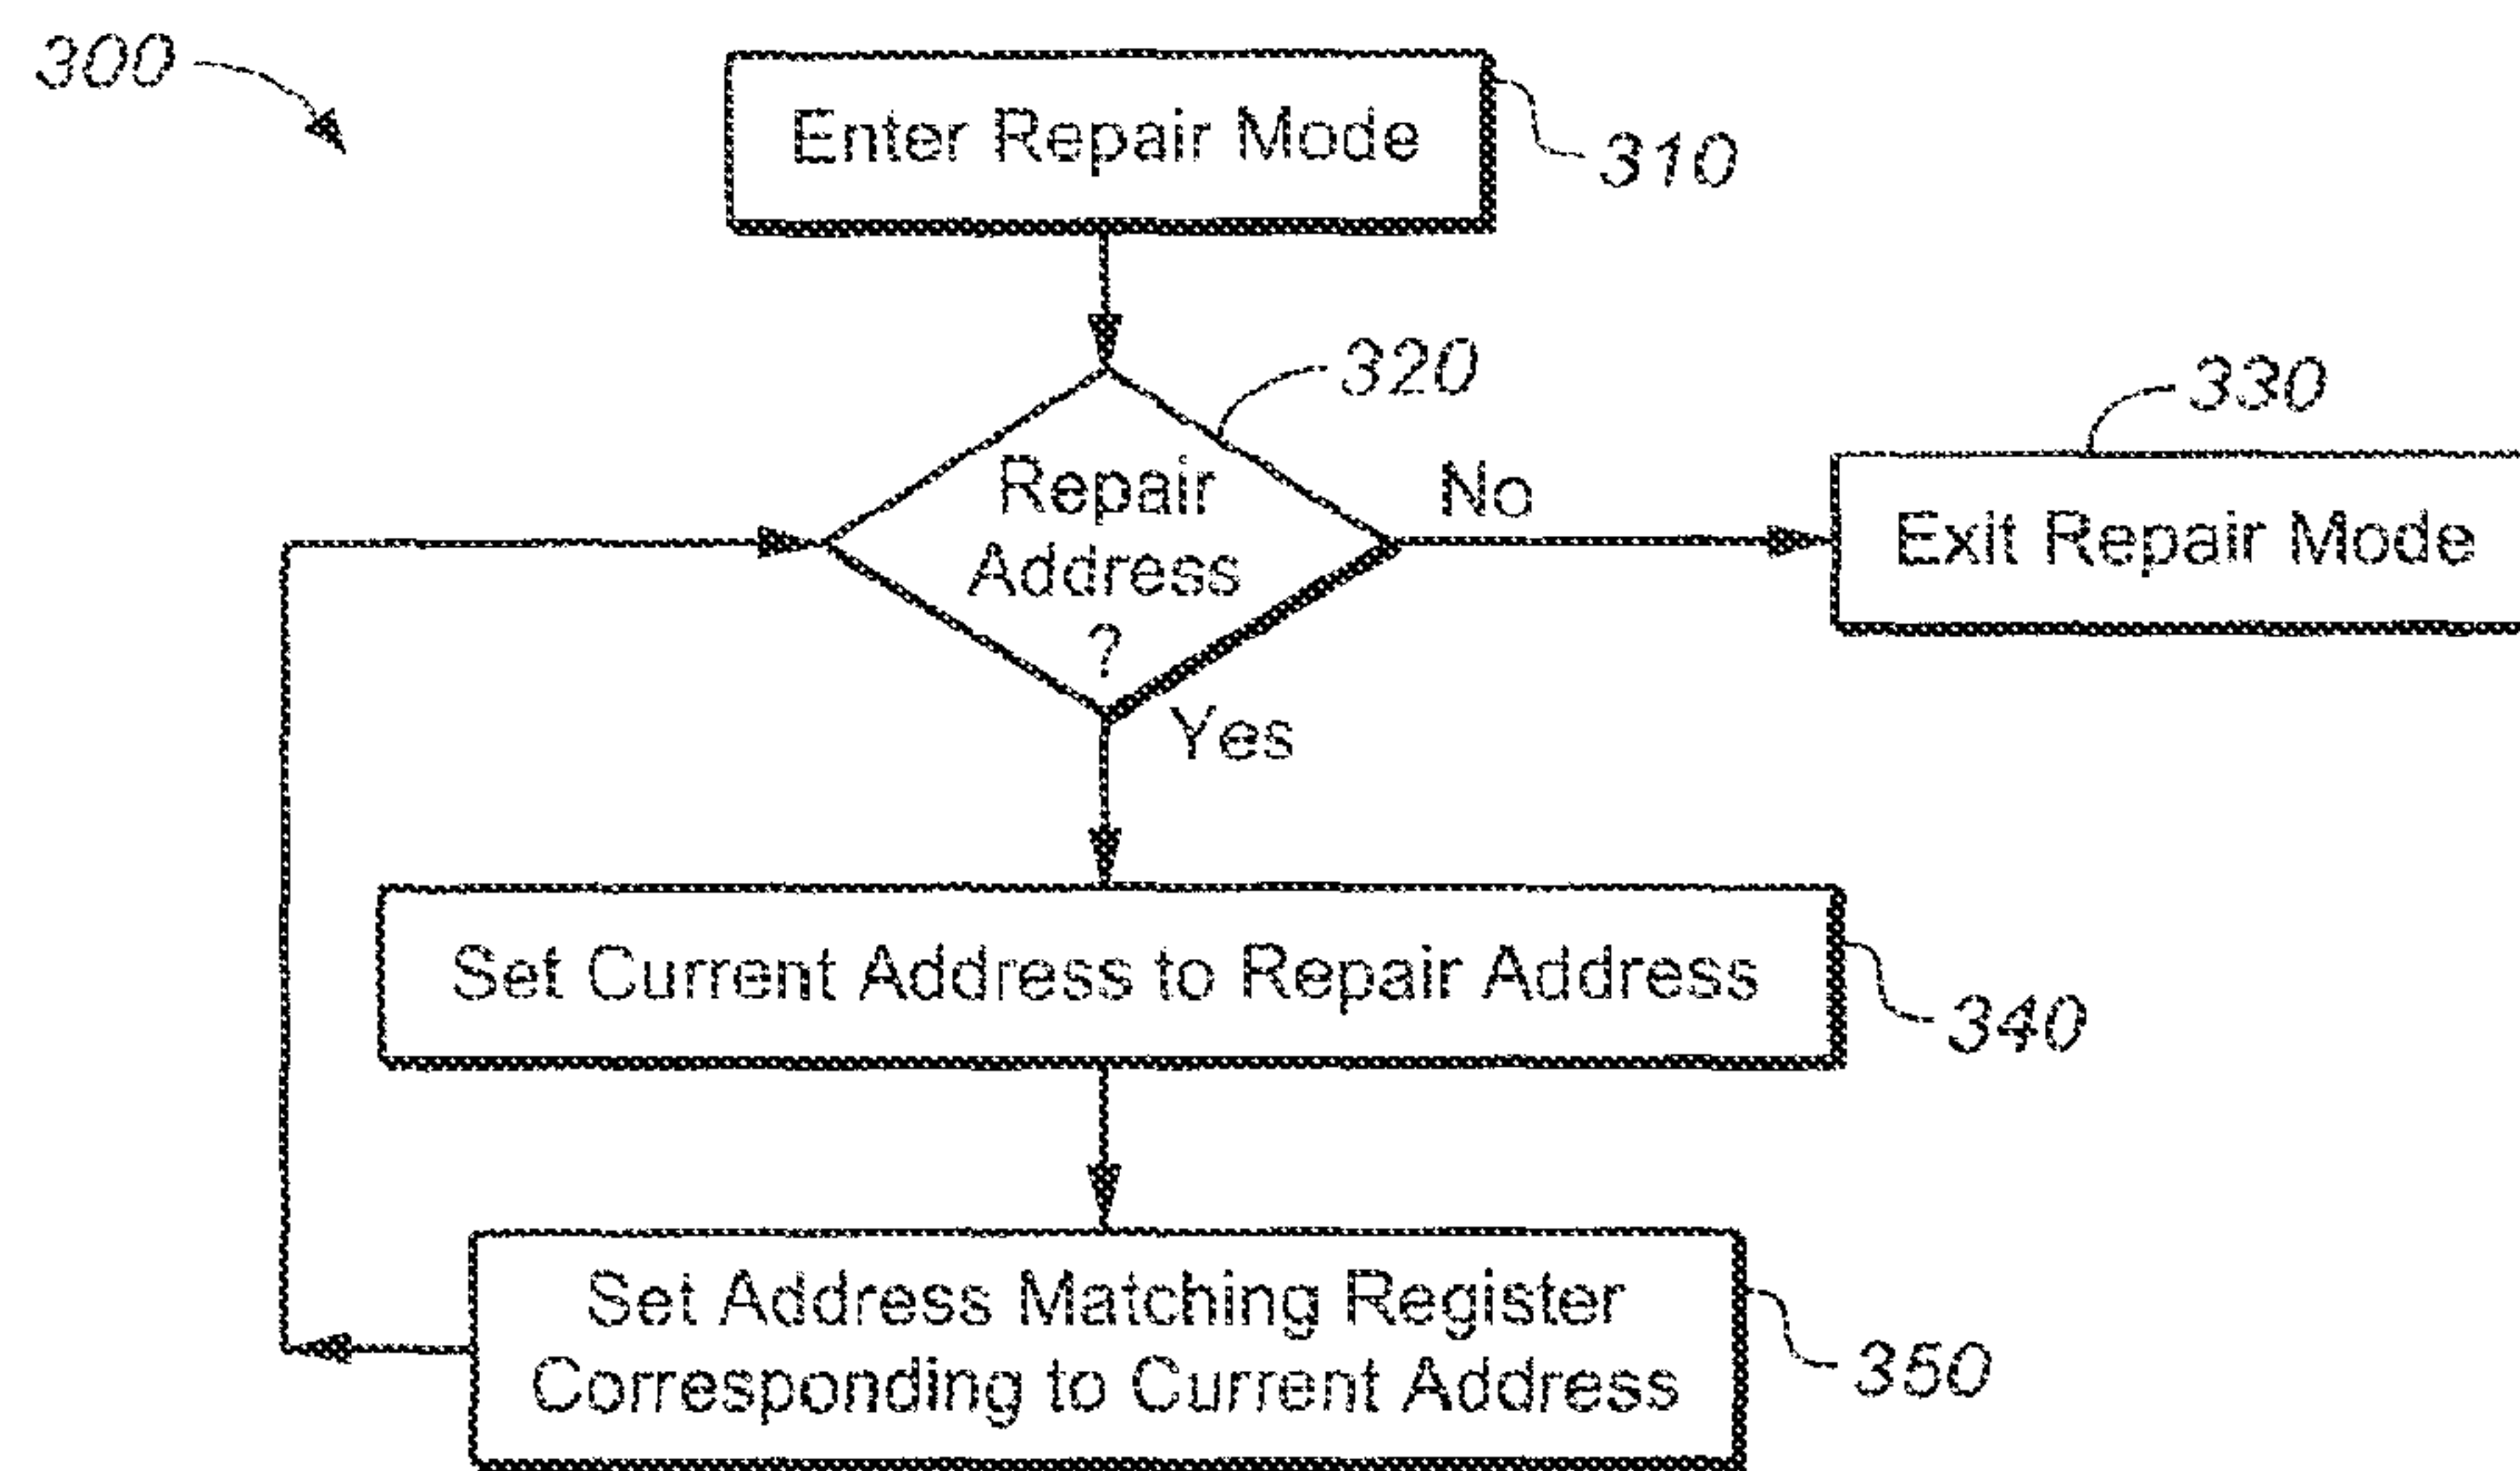 300
Enter Repair Mode
310
320
330
Repair
Address
?
No
Exit Repair Mode
Yes
Set Current Address to Repair Address
340
Set Address Matching Register
Corresponding to Current Address
350